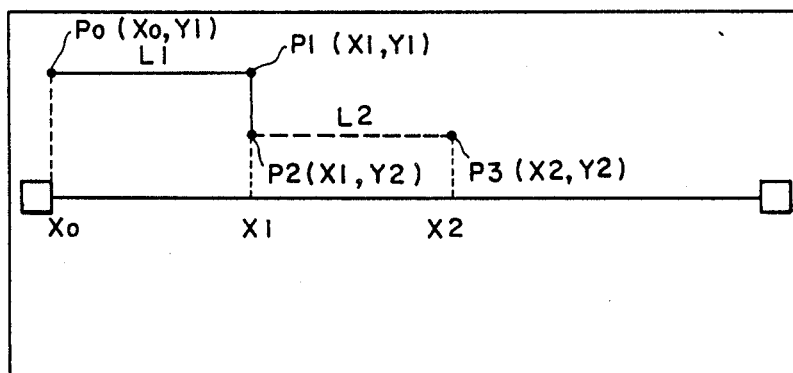 Po (Xo, Y1) P1 (X1, Y1)
L1
L2
P2(X1, Y2) P3 (X2, Y2)
Xo X1 X2